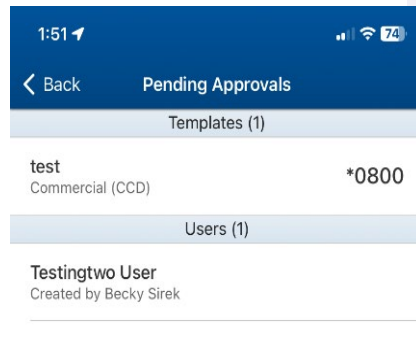 1:51
74
Back Pending Approvals
Templates (1)
test *0800
Commercial (CCD)
Users (1)
Testingtwo User
Created by Becky Sirek